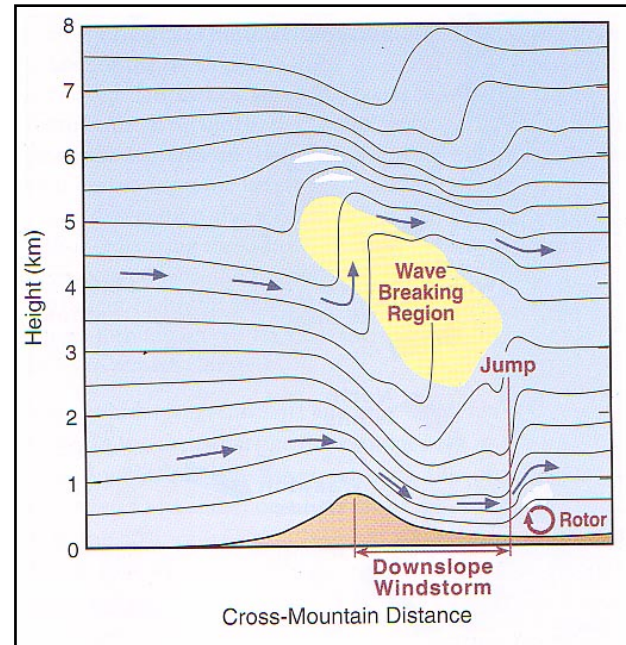 8
7
6
5
4
3
2
1
0
Height (km)
Wave
Breaking
Region
Jump
Rotor
Downslope
Windstorm
Cross-Mountain Distance